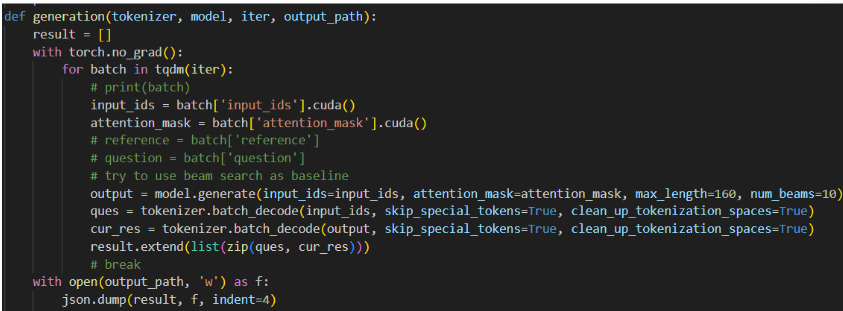 def generation(tokenizer, model, iter, output_path):
    result = []
    with torch.no_grad():
        for batch in tqdm(iter):
            # print(batch)
            input_ids = batch['input_ids'].cuda()
            attention_mask = batch['attention_mask'].cuda()
            # reference = batch['reference']
            # question = batch['question']
            # try to use beam search as baseline
            output = model.generate(input_ids=input_ids, attention_mask=attention_mask, max_length=160, num_beams=10)
            ques = tokenizer.batch_decode(input_ids, skip_special_tokens=True, clean_up_tokenization_spaces=True)
            cur_res = tokenizer.batch_decode(output, skip_special_tokens=True, clean_up_tokenization_spaces=True)
            result.extend(list(zip(ques, cur_res)))
            # break
    with open(output_path, 'w') as f:
        json.dump(result, f, indent=4)